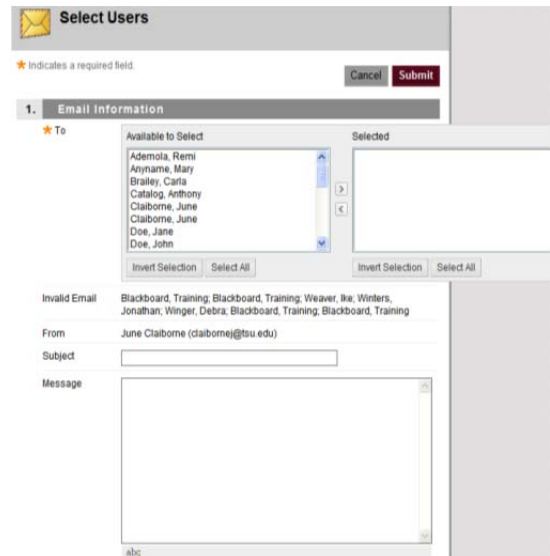 Select Users
★ Indicates a required field.
Cancel Submit
1. Email Information
★ To
Available to Select
Selected
Ademola, Remi
Anyname, Mary
Brailey, Carla
Catalog, Anthony
Claiborne, June
Claiborne, June
Doe, Jane
Doe, John
> 
<
Invert Selection Select All
Invert Selection Select All
Invalid Email Blackboard, Training; Blackboard, Training; Weaver, Ike; Winters,
Jonathan; Winger, Debra; Blackboard, Training; Blackboard, Training
From June Claiborne (claibornej@tsu.edu)
Subject
Message
abc